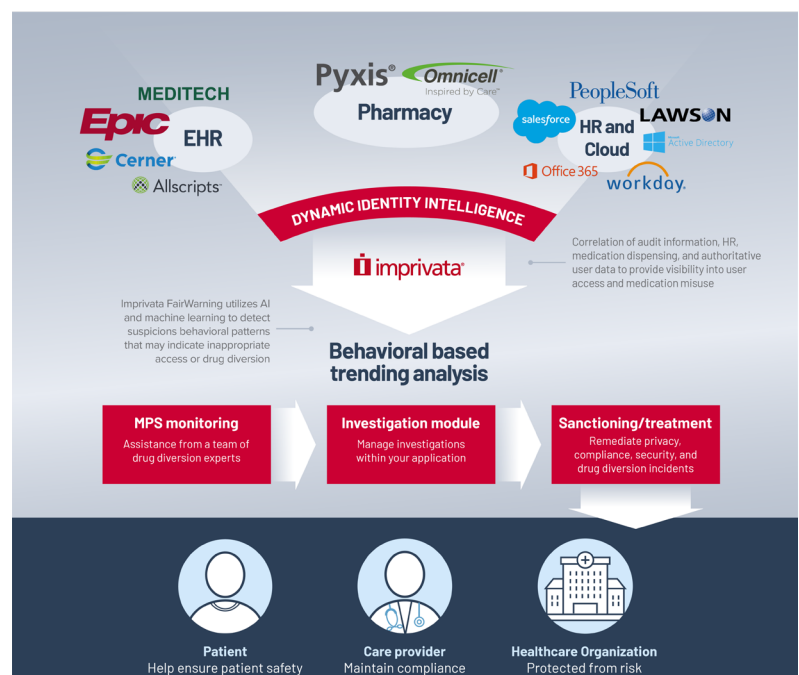 MEDITECH
Epic
Cerner
Allscripts
EHR
Pyxis®
Omnicell®
Inspired by Care™
Pharmacy
PeopleSoft
salesforce
LAWSON
HR and
Cloud
Active Directory
Office 365
workday.
DYNAMIC IDENTITY INTELLIGENCE
imprivata®
Correlation of audit information, HR,
medication dispensing, and authoritative
user data to provide visibility into user
access and medication misuse
Imprivata FairWarning utilizes AI
and machine learning to detect
suspicions behavioral patterns
that may indicate inappropriate
access or drug diversion
Behavioral based
trending analysis
MPS monitoring
Assistance from a team of
drug diversion experts
Investigation module
Manage investigations
within your application
Sanctioning/treatment
Remediate privacy,
compliance, security, and
drug diversion incidents
Patient
Help ensure patient safety
Care provider
Maintain compliance
Healthcare Organization
Protected from risk